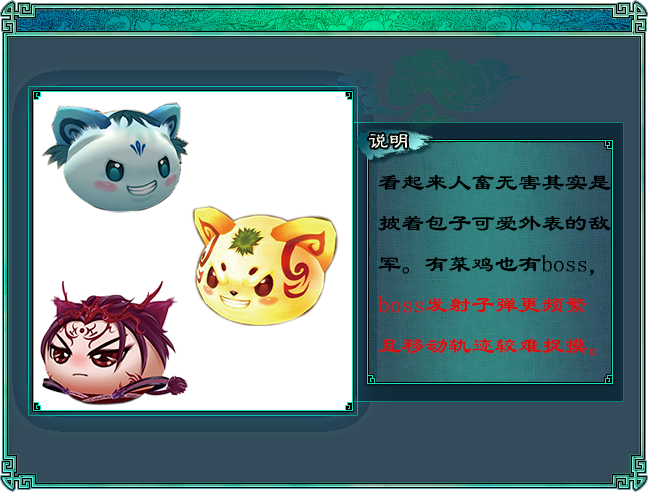 说明
看起来人畜无害其实是
披着包子可爱外表的敌
军。有菜鸡也有boss，
boss发射子弹更频繁
且移动轨迹较难捉摸。